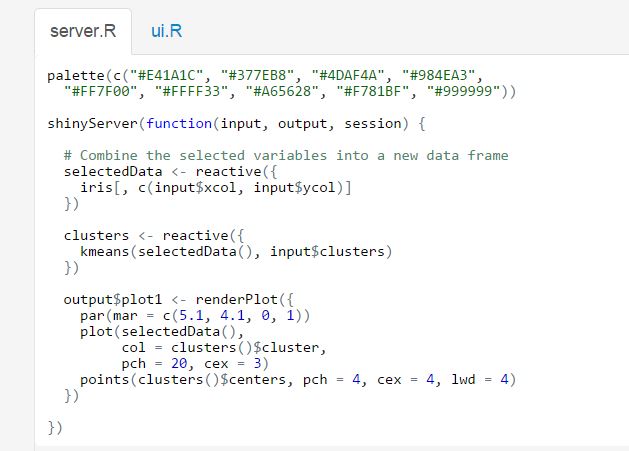 server.R ui.R
palette(c("#E41A1C", "#377EB8", "#4DAF4A", "#984EA3",
  "#FF7F00", "#FFFF33", "#A65628", "#F781BF", "#999999"))
shinyServer(function(input, output, session) {
  # Combine the selected variables into a new data frame
  selectedData <- reactive({
    iris[, c(input$xcol, input$ycol)]
  })
  clusters <- reactive({
    kmeans(selectedData(), input$clusters)
  })
  output$plot1 <- renderPlot({
    par(mar = c(5.1, 4.1, 0, 1))
    plot(selectedData(),
         col = clusters()$cluster,
         pch = 20, cex = 3)
    points(clusters()$centers, pch = 4, cex = 4, lwd = 4)
  })
})